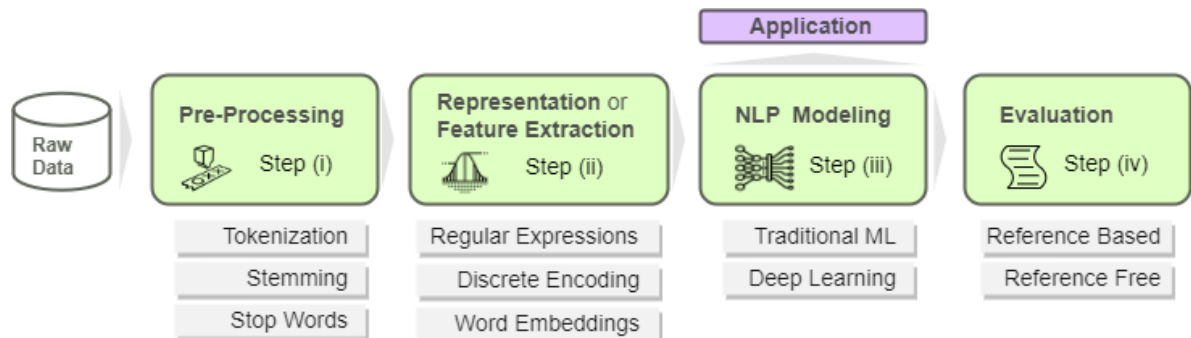 Application
Raw
Data
Pre-Processing
Step (i)
Tokenization
Stemming
Stop Words
Representation or
Feature Extraction
Step (ii)
Regular Expressions
Discrete Encoding
Word Embeddings
NLP Modeling
Step (iii)
Traditional ML
Deep Learning
Evaluation
Step (iv)
Reference Based
Reference Free